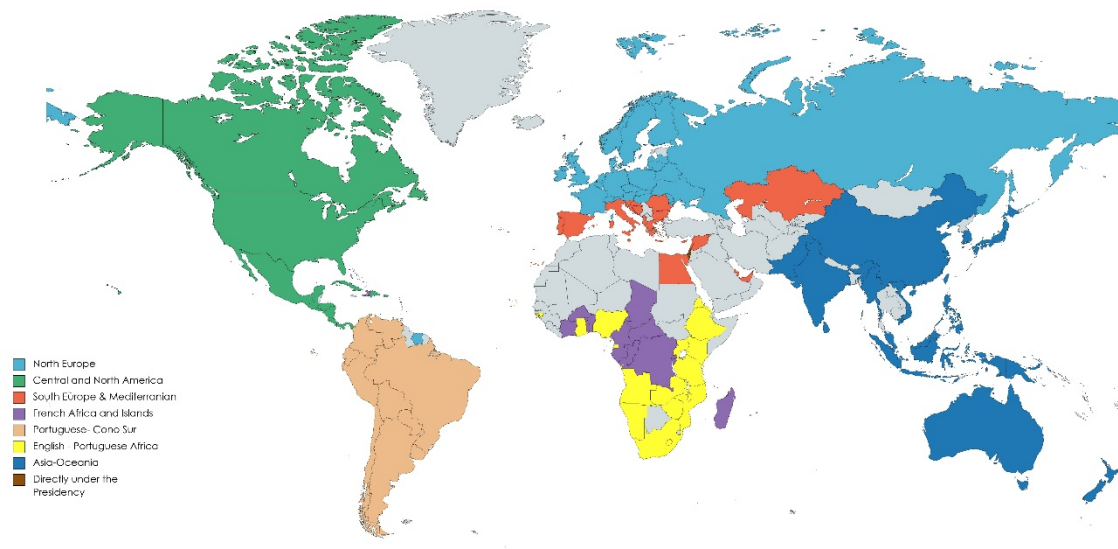 North Europe
Central and North America
South Europe & Mediterranean
French Africa and Islands
Portuguese- Cono Sur
English - Portuguese Africa
Asia-Oceania
Directly under the
Presidency